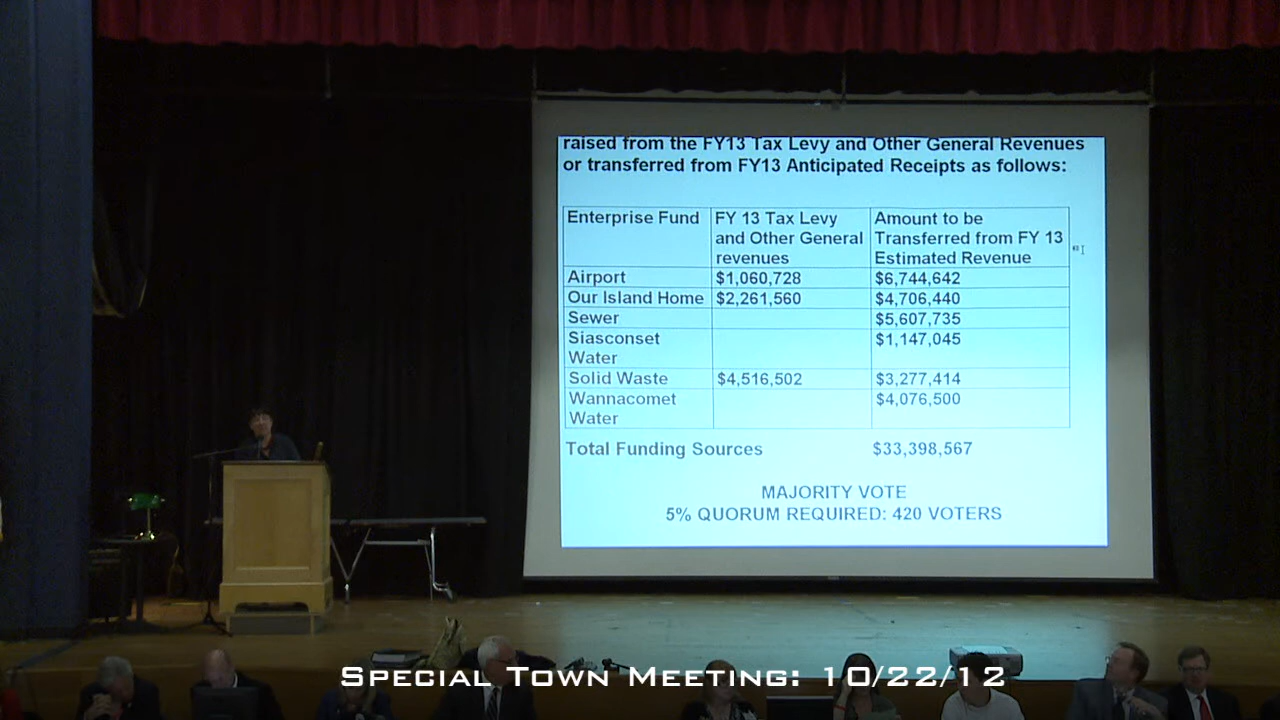 raised from the FY13 Tax Levy and Other General Revenues
or transferred from FY13 Anticipated Receipts as follows:
Enterprise Fund
FY 13 Tax Levy
and Other General
revenues
Amount to be
Transferred from FY 13
Estimated Revenue
Airport $1,060,728 $6,744,642
Our Island Home $2,261,560 $4,706,440
Sewer $5,607,735
Siasconset $1,147,045
Water
Solid Waste $4,516,502 $3,277,414
Wannacomet $4,076,500
Water
Total Funding Sources $33,398,567
MAJORITY VOTE
5% QUORUM REQUIRED: 420 VOTERS
Special Town Meeting: 10/22/12